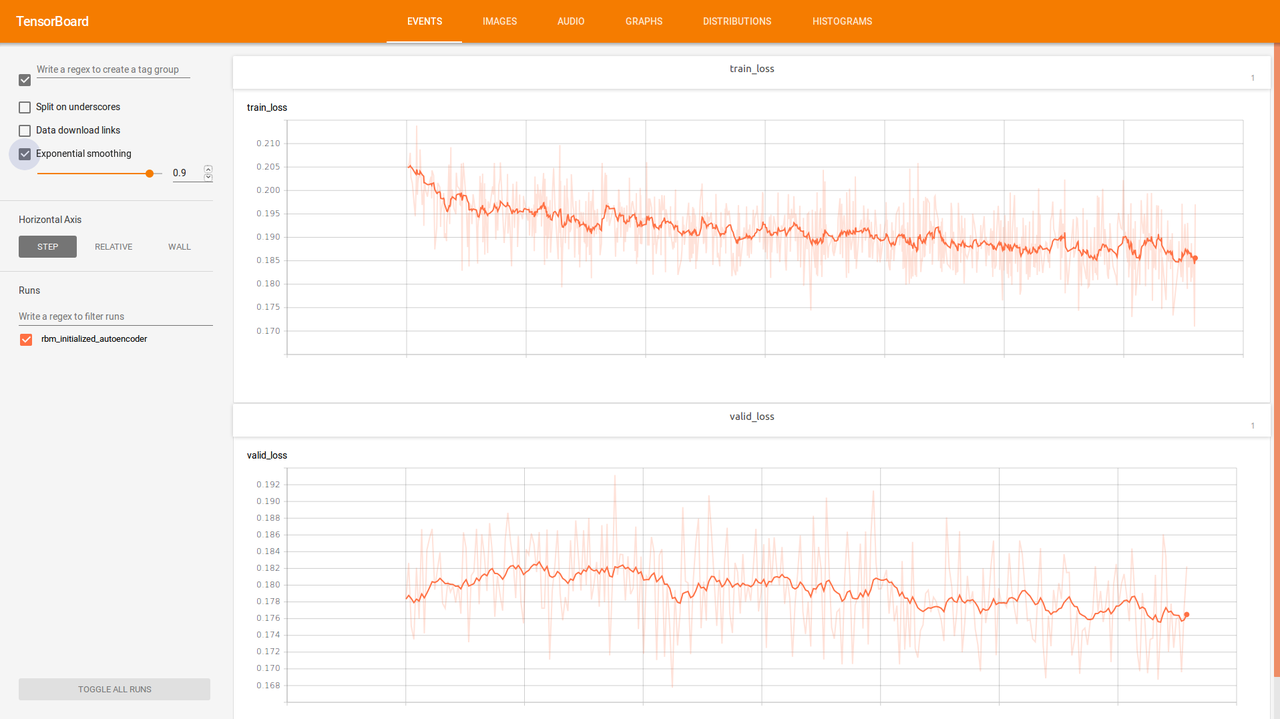 TensorBoard
EVENTS IMAGES AUDIO GRAPHS DISTRIBUTIONS HISTOGRAMS
Write a regex to create a tag group
Split on underscores
Data download links
Exponential smoothing
0.9
Horizontal Axis
STEP RELATIVE WALL
Runs
Write a regex to filter runs
rbm_initialized_autoencoder
TOGGLE ALL RUNS
train_loss
1
train_loss
0.210
0.205
0.200
0.195
0.190
0.185
0.180
0.175
0.170
valid_loss
1
valid_loss
0.192
0.190
0.188
0.186
0.184
0.182
0.180
0.178
0.176
0.174
0.172
0.170
0.168